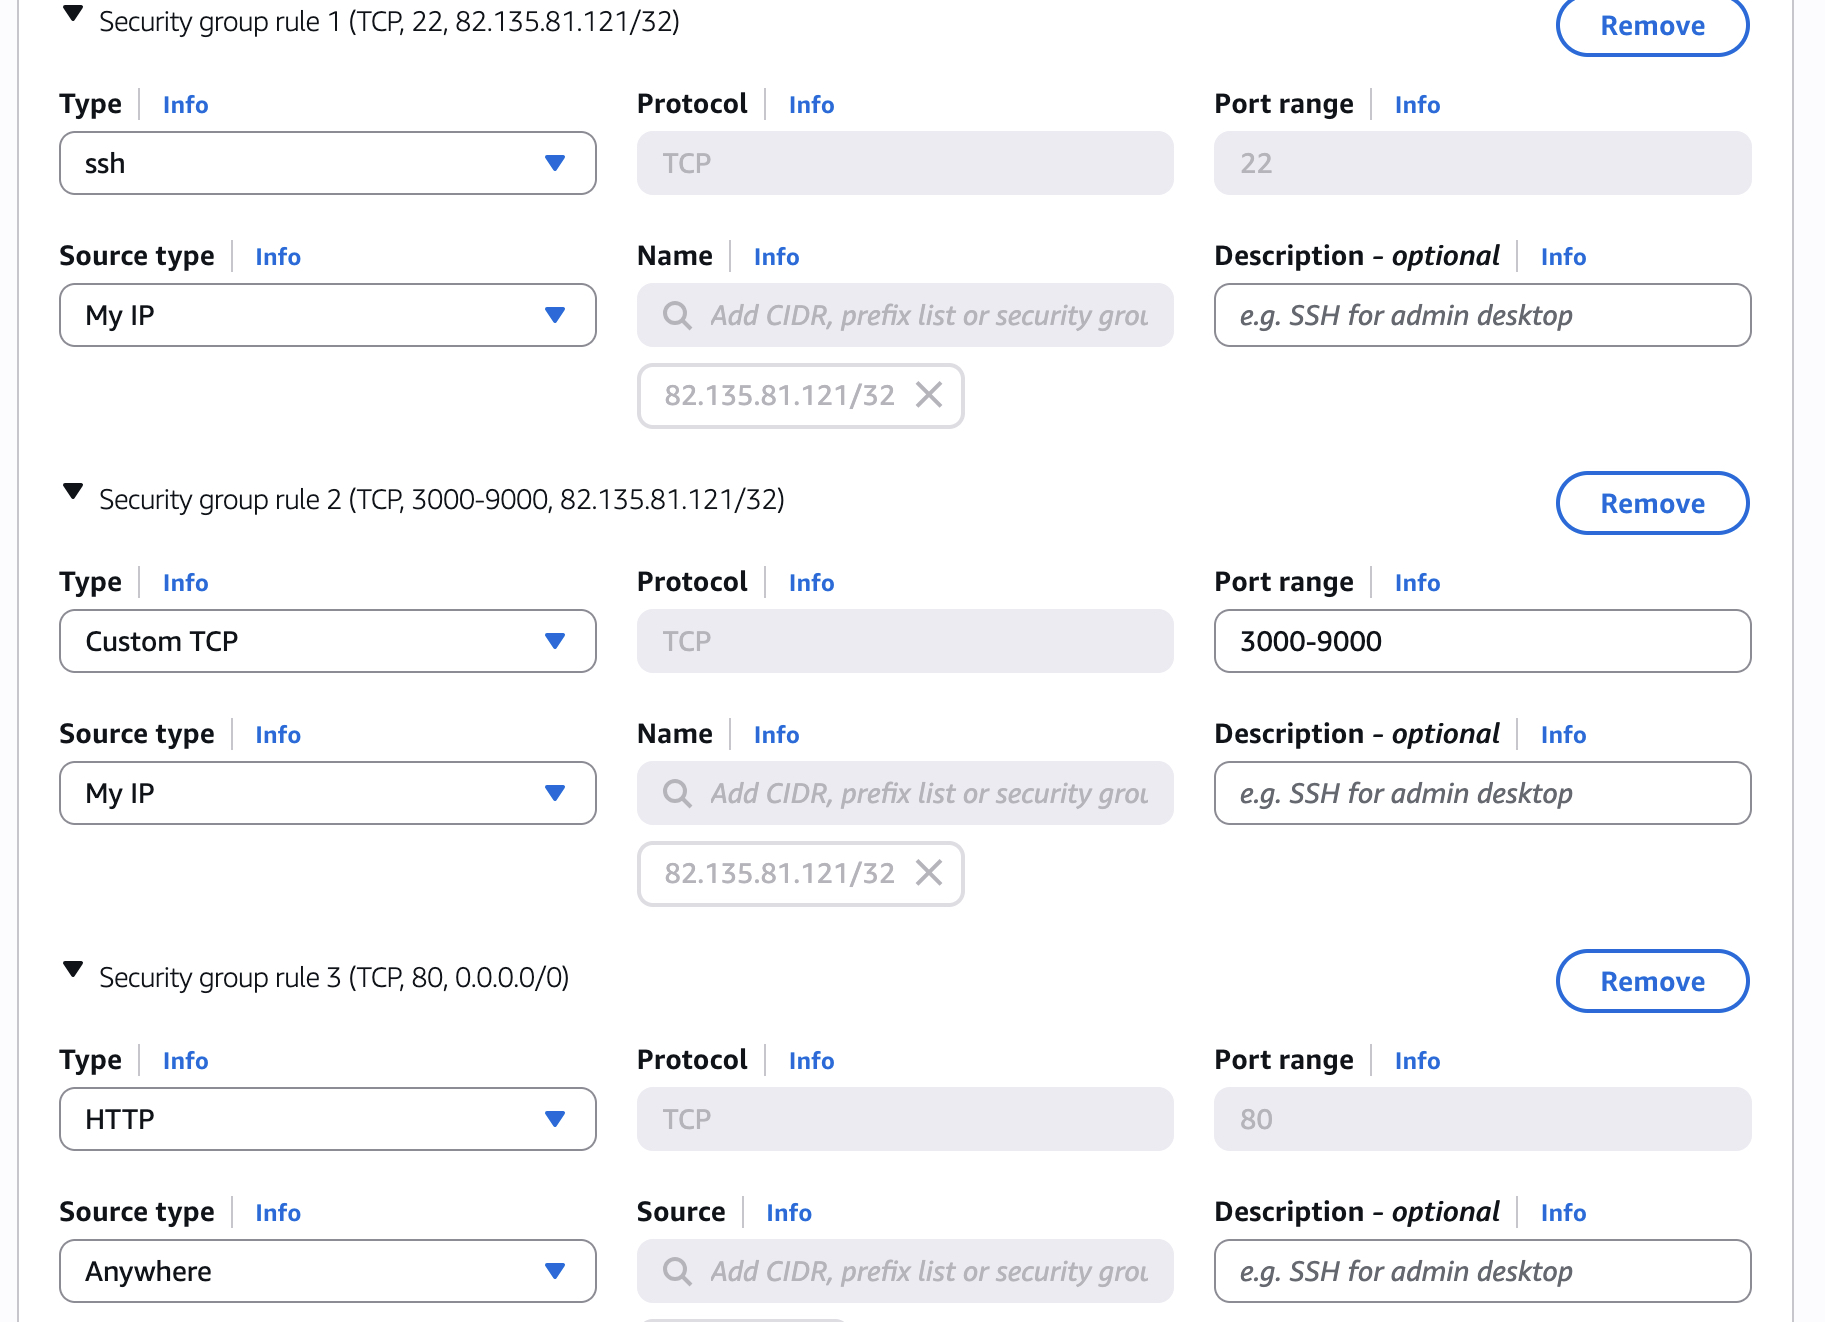 Security group rule 1 (TCP, 22, 82.135.81.121/32)
Remove
Type Info
Protocol Info
Port range Info
ssh
TCP
22
Source type Info
Name Info
Description - optional Info
My IP
Add CIDR, prefix list or security grou
e.g. SSH for admin desktop
82.135.81.121/32
Security group rule 2 (TCP, 3000-9000, 82.135.81.121/32)
Remove
Type Info
Protocol Info
Port range Info
Custom TCP
TCP
3000-9000
Source type Info
Name Info
Description - optional Info
My IP
Add CIDR, prefix list or security grou
e.g. SSH for admin desktop
82.135.81.121/32
Security group rule 3 (TCP, 80, 0.0.0.0/0)
Remove
Type Info
Protocol Info
Port range Info
HTTP
TCP
80
Source type Info
Source Info
Description - optional Info
Anywhere
Add CIDR, prefix list or security grou
e.g. SSH for admin desktop